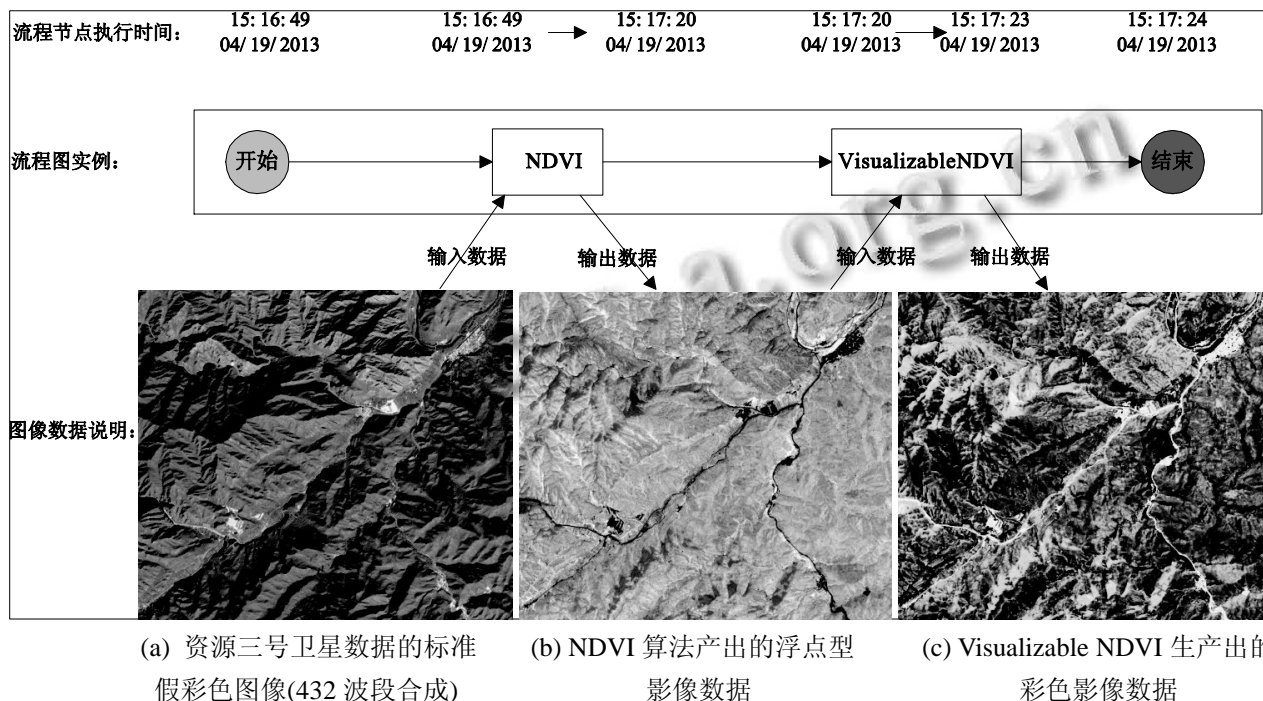 流程节点执行时间：
15:16:49 15:16:49 15:17:20 15:17:20 15:17:23 15:17:24
04/19/2013 04/19/2013 04/19/2013 04/19/2013 04/19/2013 04/19/2013
流程图实例：
开始 NDVI VisualizableNDVI 结束
输入数据 输出数据 输入数据 输出数据
图像数据说明：
(a) 资源三号卫星数据的标准
假彩色图像(432 波段合成)
(b) NDVI 算法产出的浮点型
影像数据
(c) Visualizable NDVI 生产出的
彩色影像数据
a.org.cn